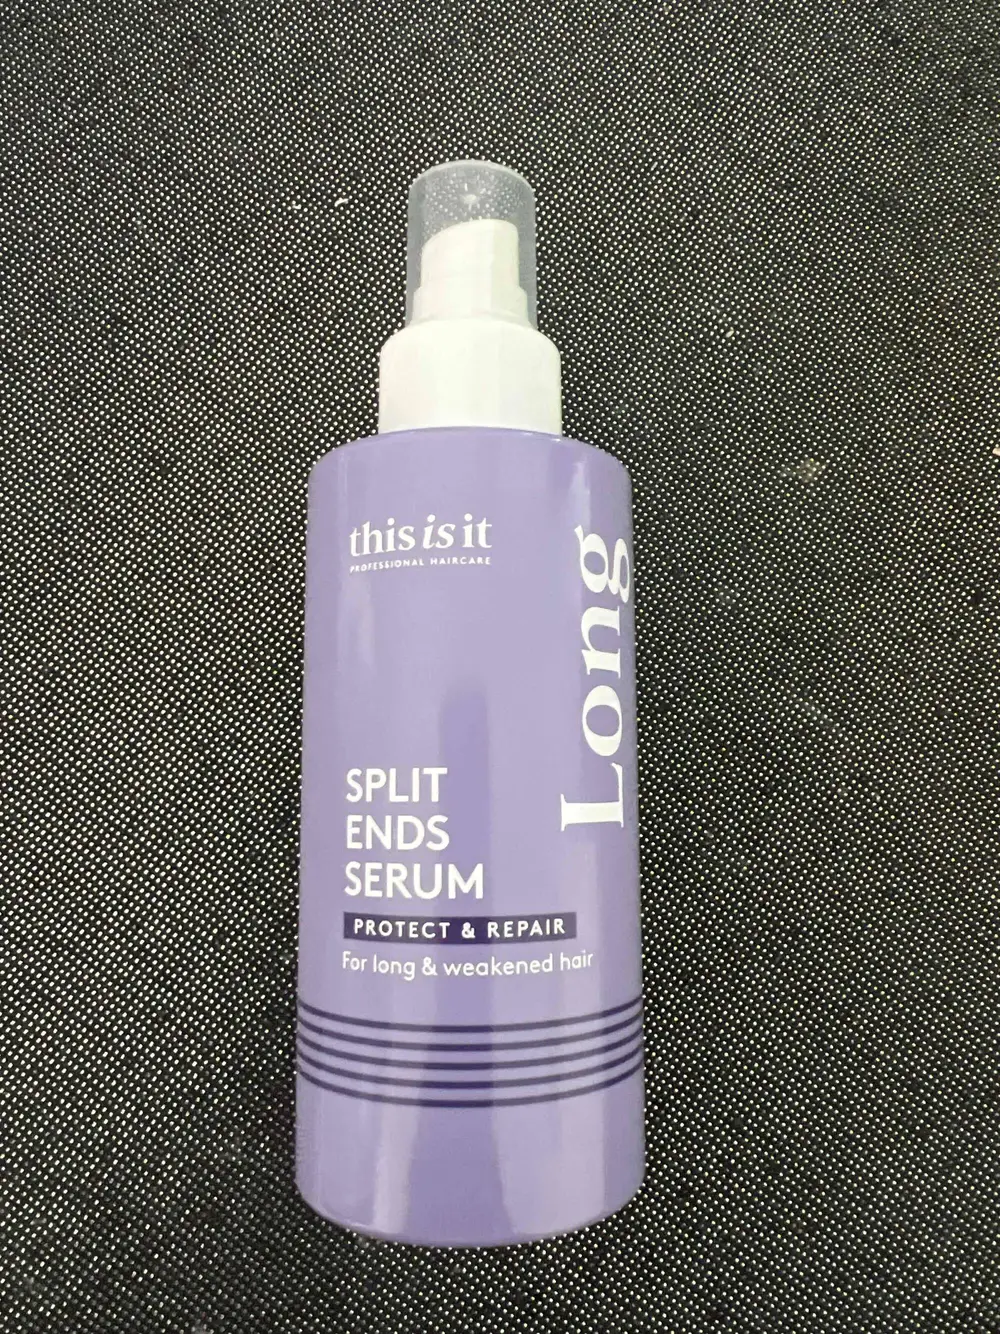 this is it
PROFESSIONAL HAIRCARE
Long
SPLIT
ENDS
SERUM
PROTECT & REPAIR
For long & weakened hair